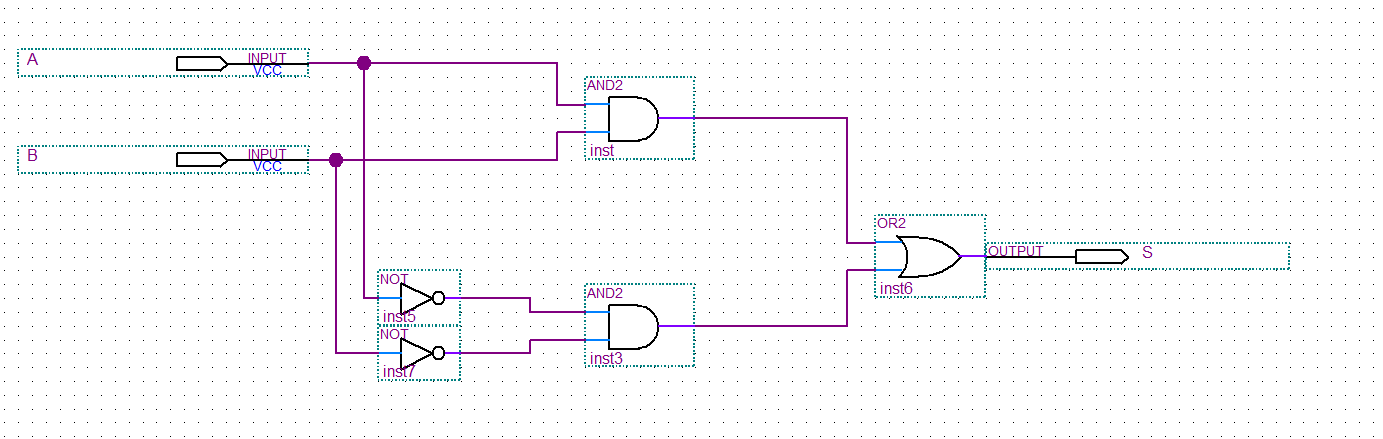 A
INPUT
VCC
B
INPUT
VCC
AND2
inst
NOT
inst5
NOT
inst7
AND2
inst3
OR2
inst6
OUTPUT
S